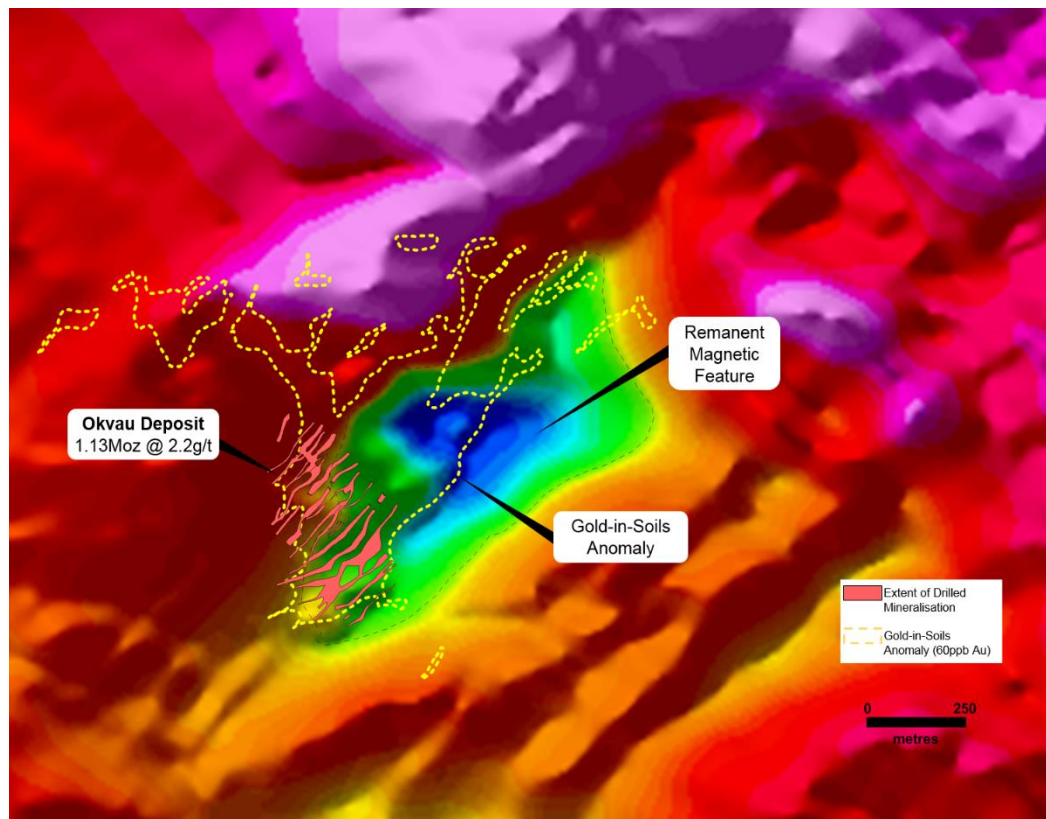 Remanent
Magnetic
Feature
Okvau Deposit
1.13Moz @ 2.2g/t
Gold-in-Soils
Anomaly
Extent of Drilled
Mineralisation
Gold-in-Soils
Anomaly (60ppb Au)
0 250
metres